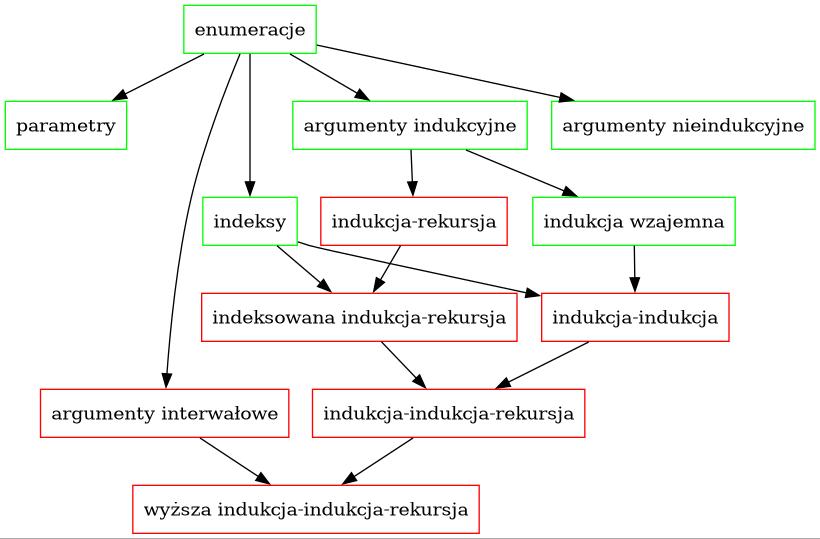 enumeracje
parametry
argumenty indukcyjne
argumenty nieindukcyjne
indeksy
indukcja-rekursja
indukcja wzajemna
indeksowana indukcja-rekursja
indukcja-indukcja
argumenty interwałowe
indukcja-indukcja-rekursja
wyższa indukcja-indukcja-rekursja